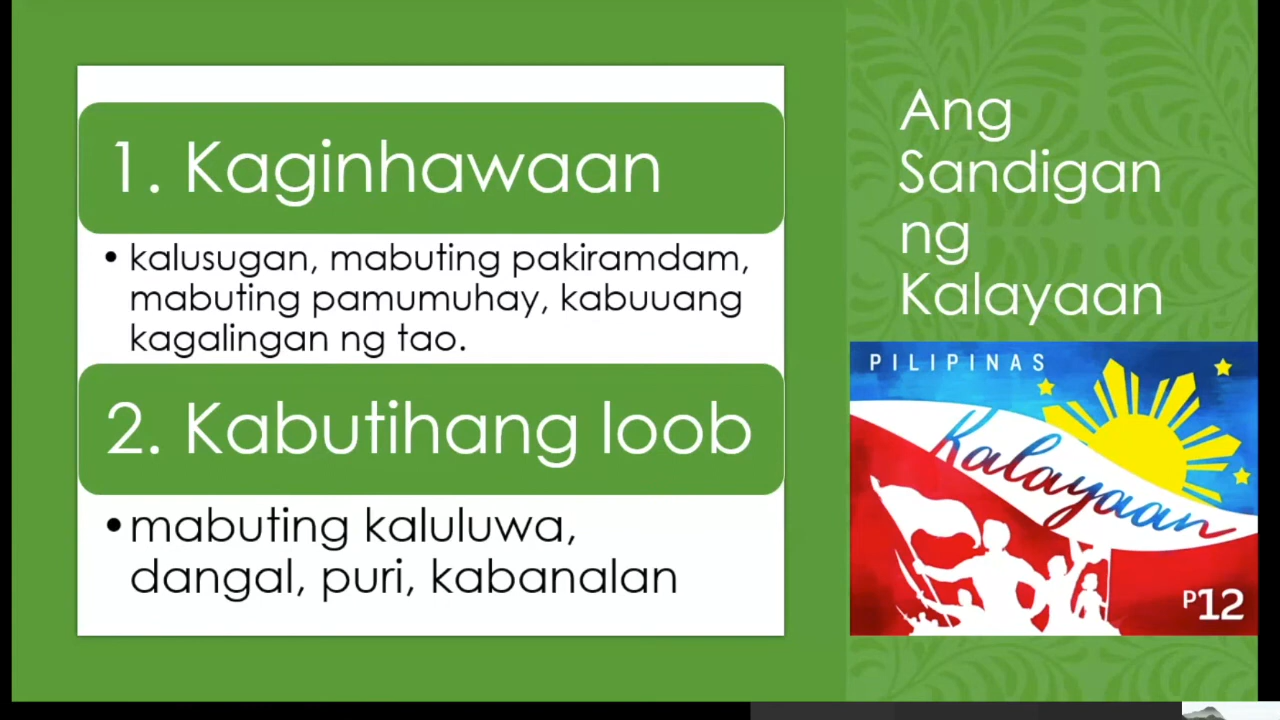 1. Kaginhawaan
• kalusugan, mabuting pakiramdam,
mabuting pamumuhay, kabuuang
kagalingan ng tao.
2. Kabutihang loob
• mabuting kaluluwa,
dangal, puri, kabanalan
Ang
Sandigan
ng
Kalayaan
PILIPINAS
Kalayaan
P12